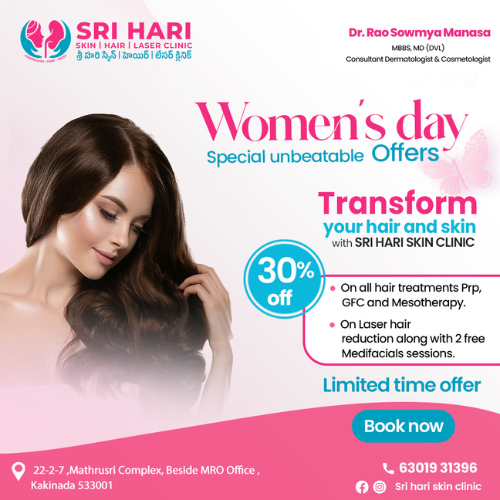 SRI HARI
SKIN | HAIR | LASER CLINIC
శ్రీ హరి స్కిన్ | హెయిర్ | లేసర్ క్లినిక్
Dr. Rao Sowmya Manasa
MBBS, MD (DVL)
Consultant Dermatologist & Cosmetologist
Women's day
Special unbeatable Offers
Transform
your hair and skin
with SRI HARI SKIN CLINIC
30%
off
On all hair treatments Prp,
GFC and Mesotherapy.
On Laser hair
reduction along with 2 free
Medifacials sessions.
Limited time offer
Book now
22-2-7 ,Mathrusri Complex, Beside MRO Office ,
Kakinada 533001
63019 31396
Sri hari skin clinic